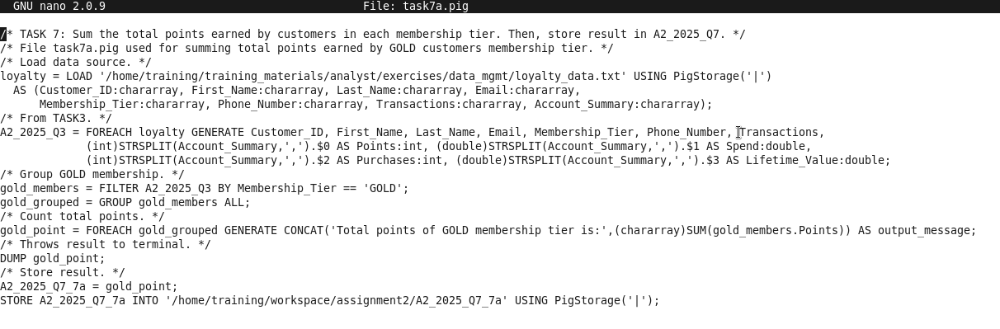 GNU nano 2.0.9 File: task7a.pig
/* TASK 7: Sum the total points earned by customers in each membership tier. Then, store result in A2_2025_Q7. */
/* File task7a.pig used for summing total points earned by GOLD customers membership tier. */
/* Load data source. */
loyalty = LOAD '/home/training/training_materials/analyst/exercises/data_mgmt/loyalty_data.txt' USING PigStorage('|')
AS (Customer_ID:chararray, First_Name:chararray, Last_Name:chararray, Email:chararray,
Membership_Tier:chararray, Phone_Number:chararray, Transactions:chararray, Account_Summary:chararray);
/* From TASK3. */
A2_2025_Q3 = FOREACH loyalty GENERATE Customer_ID, First_Name, Last_Name, Email, Membership_Tier, Phone_Number, Transactions,
(int)STRSPLIT(Account_Summary,',').$0 AS Points:int, (double)STRSPLIT(Account_Summary,',').$1 AS Spend:double,
(int)STRSPLIT(Account_Summary,',').$2 AS Purchases:int, (double)STRSPLIT(Account_Summary,',').$3 AS Lifetime_Value:double;
/* Group GOLD membership. */
gold_members = FILTER A2_2025_Q3 BY Membership_Tier == 'GOLD';
gold_grouped = GROUP gold_members ALL;
/* Count total points. */
gold_point = FOREACH gold_grouped GENERATE CONCAT('Total points of GOLD membership tier is:',(chararray)SUM(gold_members.Points)) AS output_message;
/* Throws result to terminal. */
DUMP gold_point;
/* Store result. */
A2_2025_Q7_7a = gold_point;
STORE A2_2025_Q7_7a INTO '/home/training/workspace/assignment2/A2_2025_Q7_7a' USING PigStorage('|');